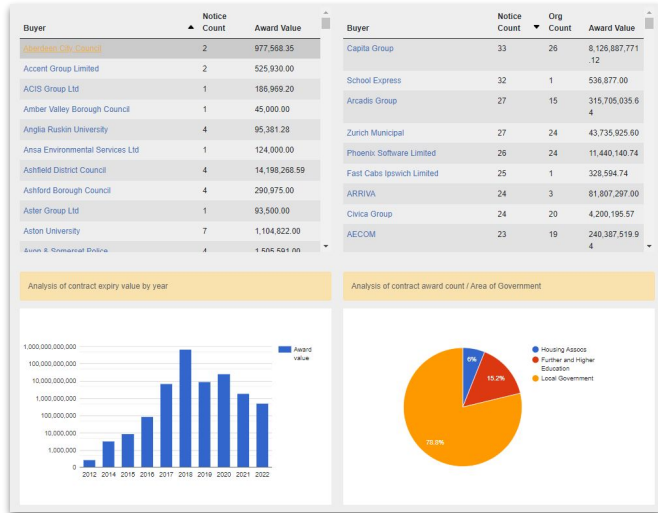 Buyer Notice Count Award Value
Aberdeen City Council 2 977,568.35
Accent Group Limited 2 525,930.00
ACIS Group Ltd 1 186,969.20
Amber Valley Borough Council 1 45,000.00
Anglia Ruskin University 4 95,381.28
Ansa Environmental Services Ltd 1 124,000.00
Ashfield District Council 4 14,198,268.59
Ashford Borough Council 4 290,975.00
Aster Group Ltd 1 93,500.00
Aston University 7 1,104,822.00
Avon & Somerset Police 4 1,505,591.00
Buyer Notice Count Org Count Award Value
Capita Group 33 26 8,126,887,771
.12
School Express 32 1 536,877.00
Arcadis Group 27 15 315,705,035.6
4
Zurich Municipal 27 24 43,735,925.60
Phoenix Software Limited 26 24 11,440,140.74
Fast Cabs Ipswich Limited 25 1 328,594.74
ARRIVA 24 3 81,807,297.00
Civica Group 24 20 4,200,195.57
AECOM 23 19 240,387,519.9
4
Analysis of contract expiry value by year
1,000,000,000,000
100,000,000,000
10,000,000,000
1,000,000,000
100,000,000
10,000,000
1,000,000
0
2012 2014 2015 2016 2017 2018 2019 2020 2021 2022
Award
value
Analysis of contract award count / Area of Government
6%
15.2%
78.8%
Housing Assocs
Further and Higher
Education
Local Government